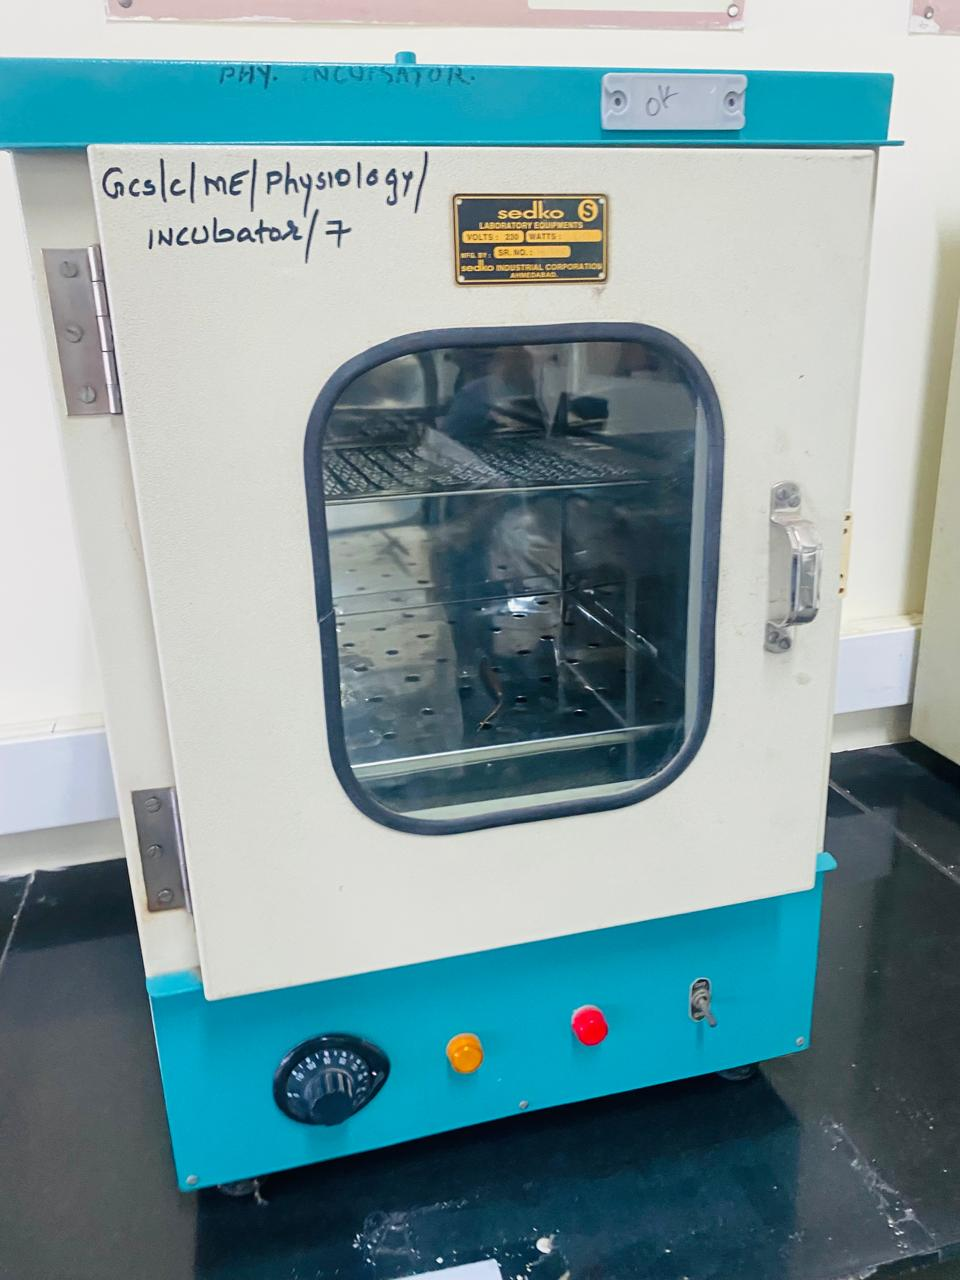 PHY. INCUBATOR.
OK
Gcs/c/ME/Physiology/
incubator/7
sedko S
LABORATORY EQUIPMENTS
VOLTS: 230 WATTS:
MFG. BY: SR. NO.:
sedko INDUSTRIAL CORPORATION
AHMEDABAD.